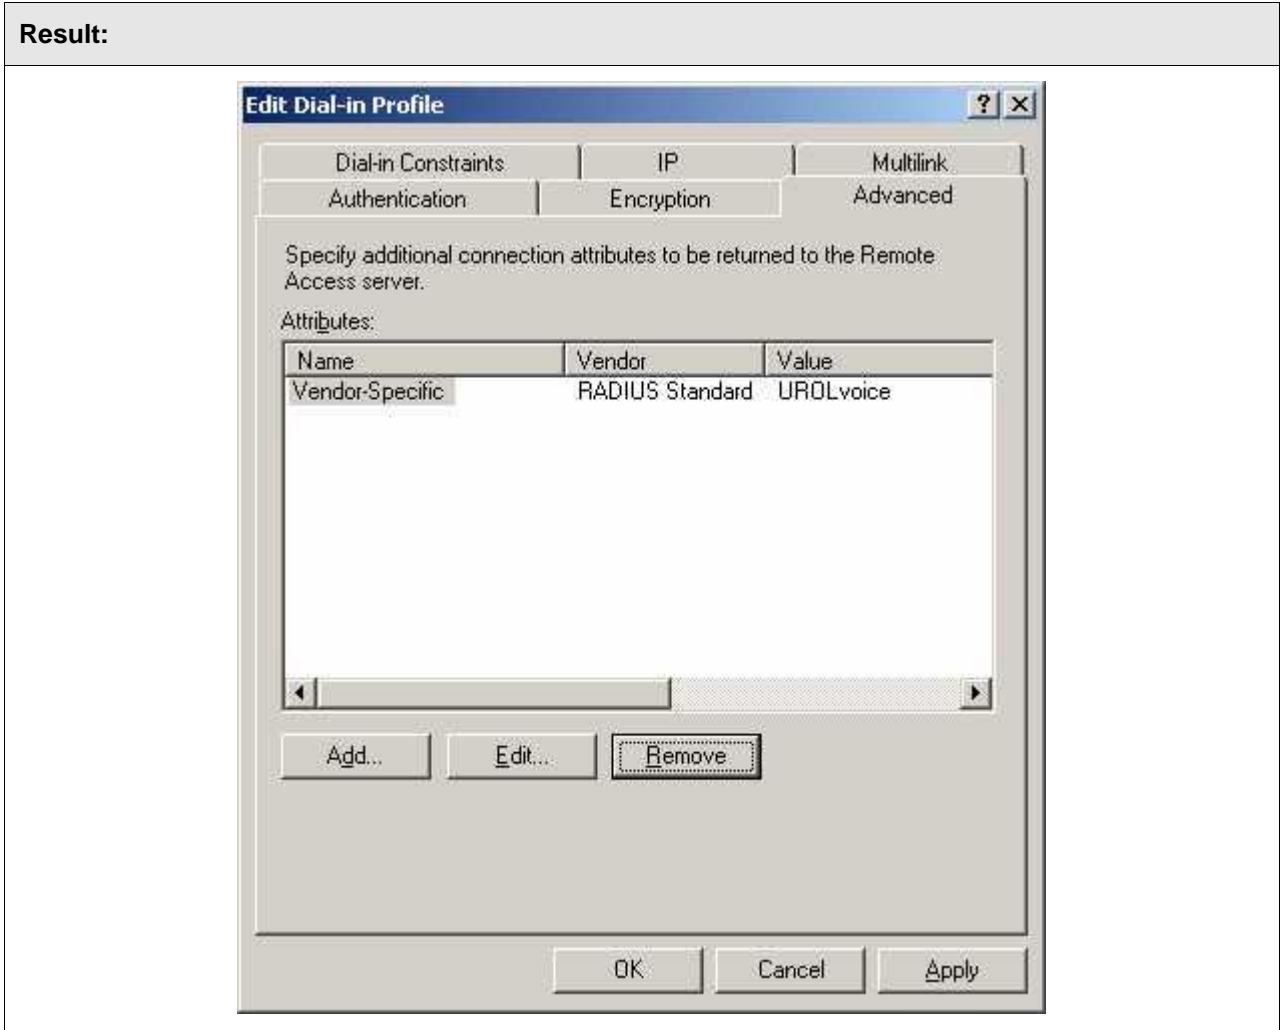 Result:
Edit Dial-in Profile
Dial-in Constraints IP Multilink
Authentication Encryption Advanced
Specify additional connection attributes to be returned to the Remote
Access server.
Attributes:
Name Vendor Value
Vendor-Specific RADIUS Standard UROLvoice
Add... Edit... Remove
OK Cancel Apply